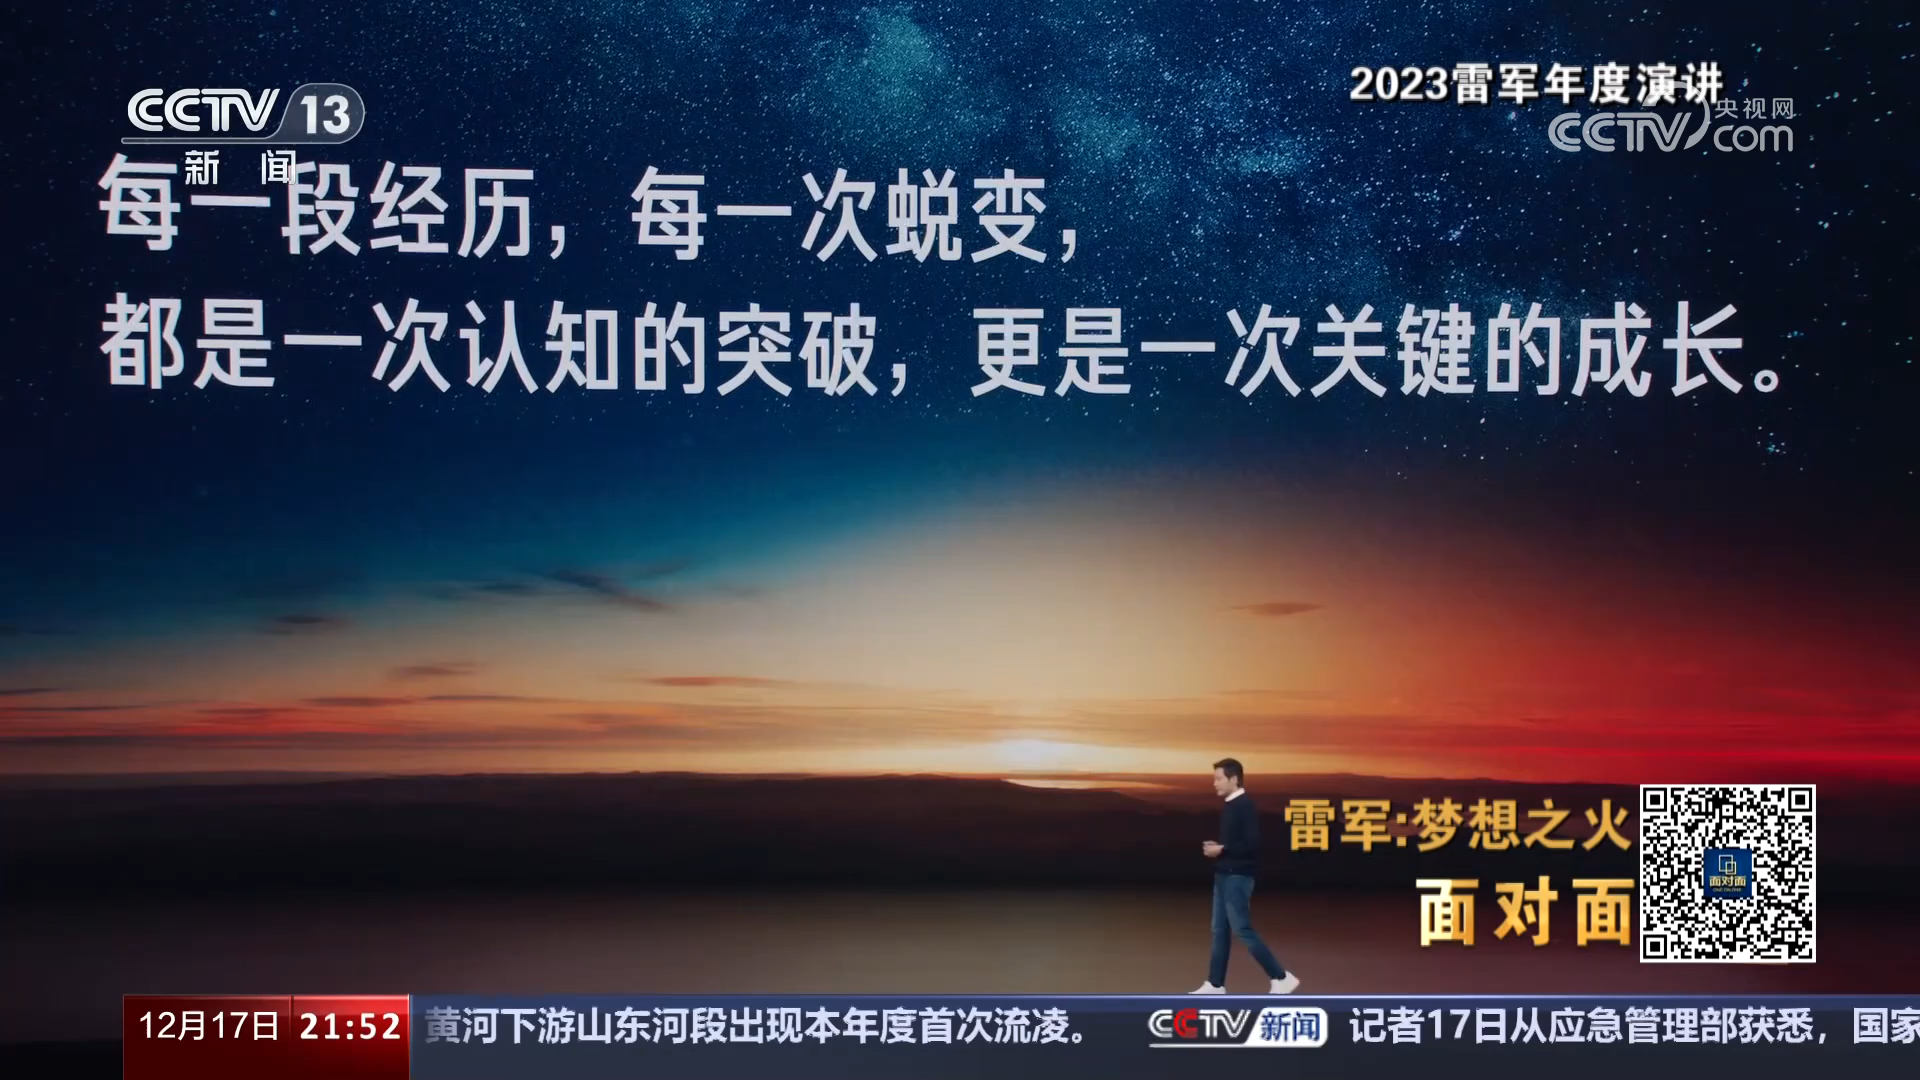 CCTV 13
新闻
2023雷军年度演讲
央视网
CCTV.com
每一段经历，每一次蜕变，
都是一次认知的突破，更是一次关键的成长。
雷军:梦想之火
面对面
面对面
12月17日 21:52 黄河下游山东河段出现本年度首次流凌。 CCTV新闻 记者17日从应急管理部获悉，国家